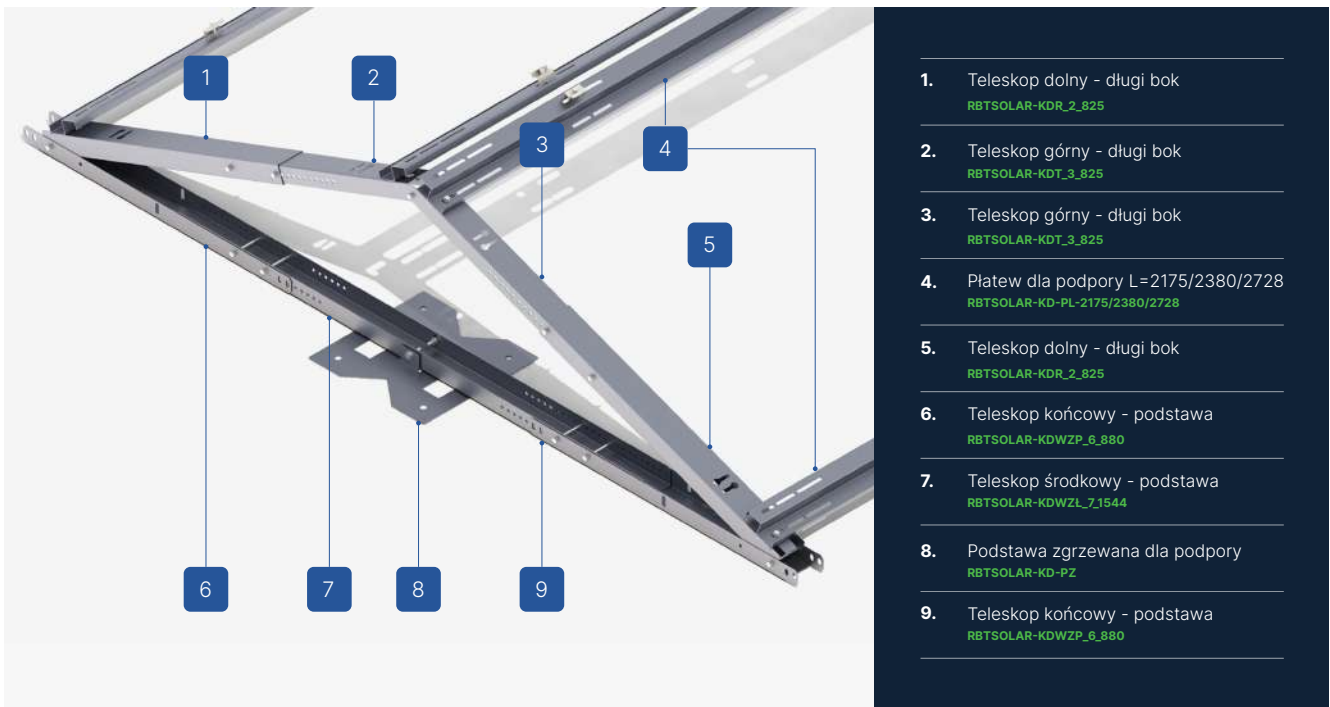 1
2
3
4
5
6
7
8
9
1. Teleskop dolny - długi bok
RBTSOLAR-KDR_2_825
2. Teleskop górny - długi bok
RBTSOLAR-KDT_3_825
3. Teleskop górny - długi bok
RBTSOLAR-KDT_3_825
4. Płatew dla podpory L=2175/2380/2728
RBTSOLAR-KD-PL-2175/2380/2728
5. Teleskop dolny - długi bok
RBTSOLAR-KDR_2_825
6. Teleskop końcowy - podstawa
RBTSOLAR-KDWZP_6_880
7. Teleskop środkowy - podstawa
RBTSOLAR-KDWZŁ_7_1544
8. Podstawa zgrzewana dla podpory
RBTSOLAR-KD-PZ
9. Teleskop końcowy - podstawa
RBTSOLAR-KDWZP_6_880